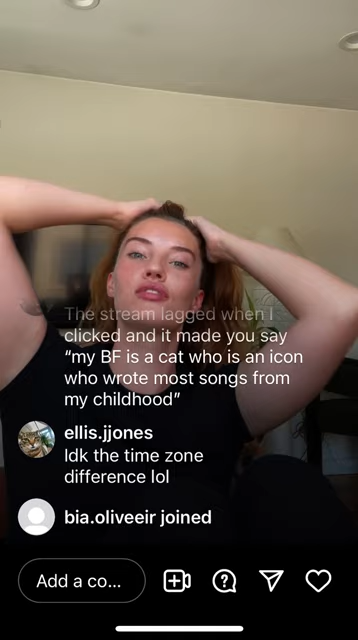 The stream lagged when I
clicked and it made you say
“my BF is a cat who is an icon
who wrote most songs from
my childhood”
ellis.jjones
Idk the time zone
difference lol
bia.oliveeir joined
Add a co...